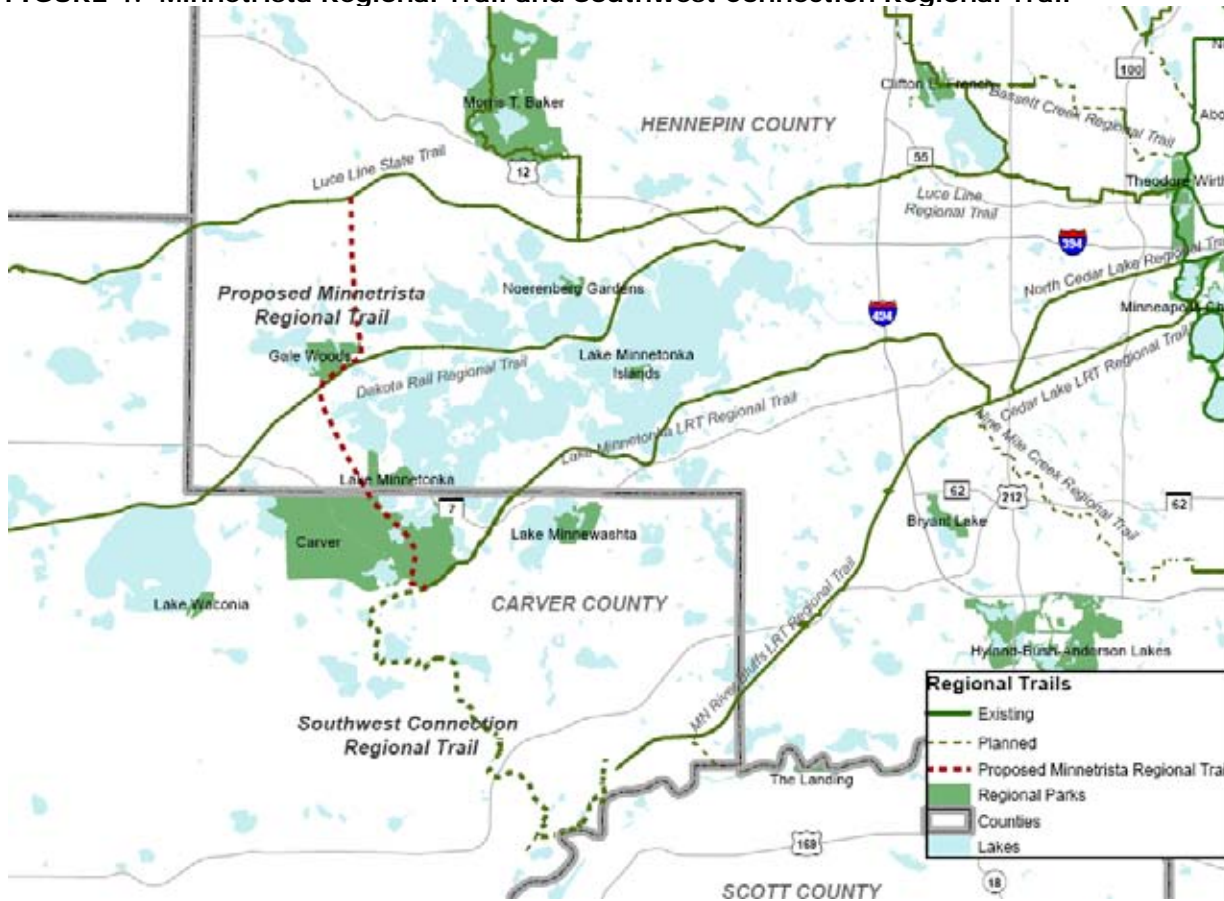 FIGURE 1: Minnetrista Regional Trail and Southwest Connection Regional Trail
Morris T. Baker
HENNEPIN COUNTY
Clifton E. French
100
Bassett Creek Regional Trail
Luce Line State Trail
12
55
Luce Line
Regional Trail
Theodore Wirth
394
North Cedar Lake Regional
Proposed Minnetrista
Regional Trail
Noerenberg Gardens
494
Minneapolis
Gale Woods
Dakota Rail Regional Trail
Lake Minnetonka
Islands
Cedar Lake LRT Regional Trail
Lake Minnetonka LRT Regional Trail
Nine Mile Creek Regional Trail
Lake Minnetonka
7
62
212
62
Carver
Lake Minnewashta
Bryant Lake
Lake Waconia
CARVER COUNTY
MN River Bluffs LRT Regional Trail
Hyland-Bush-Anderson Lakes
Southwest Connection
Regional Trail
The Landing
169
18
SCOTT COUNTY
Regional Trails
Existing
Planned
Proposed Minnetrista Regional Trai
Regional Parks
Counties
Lakes